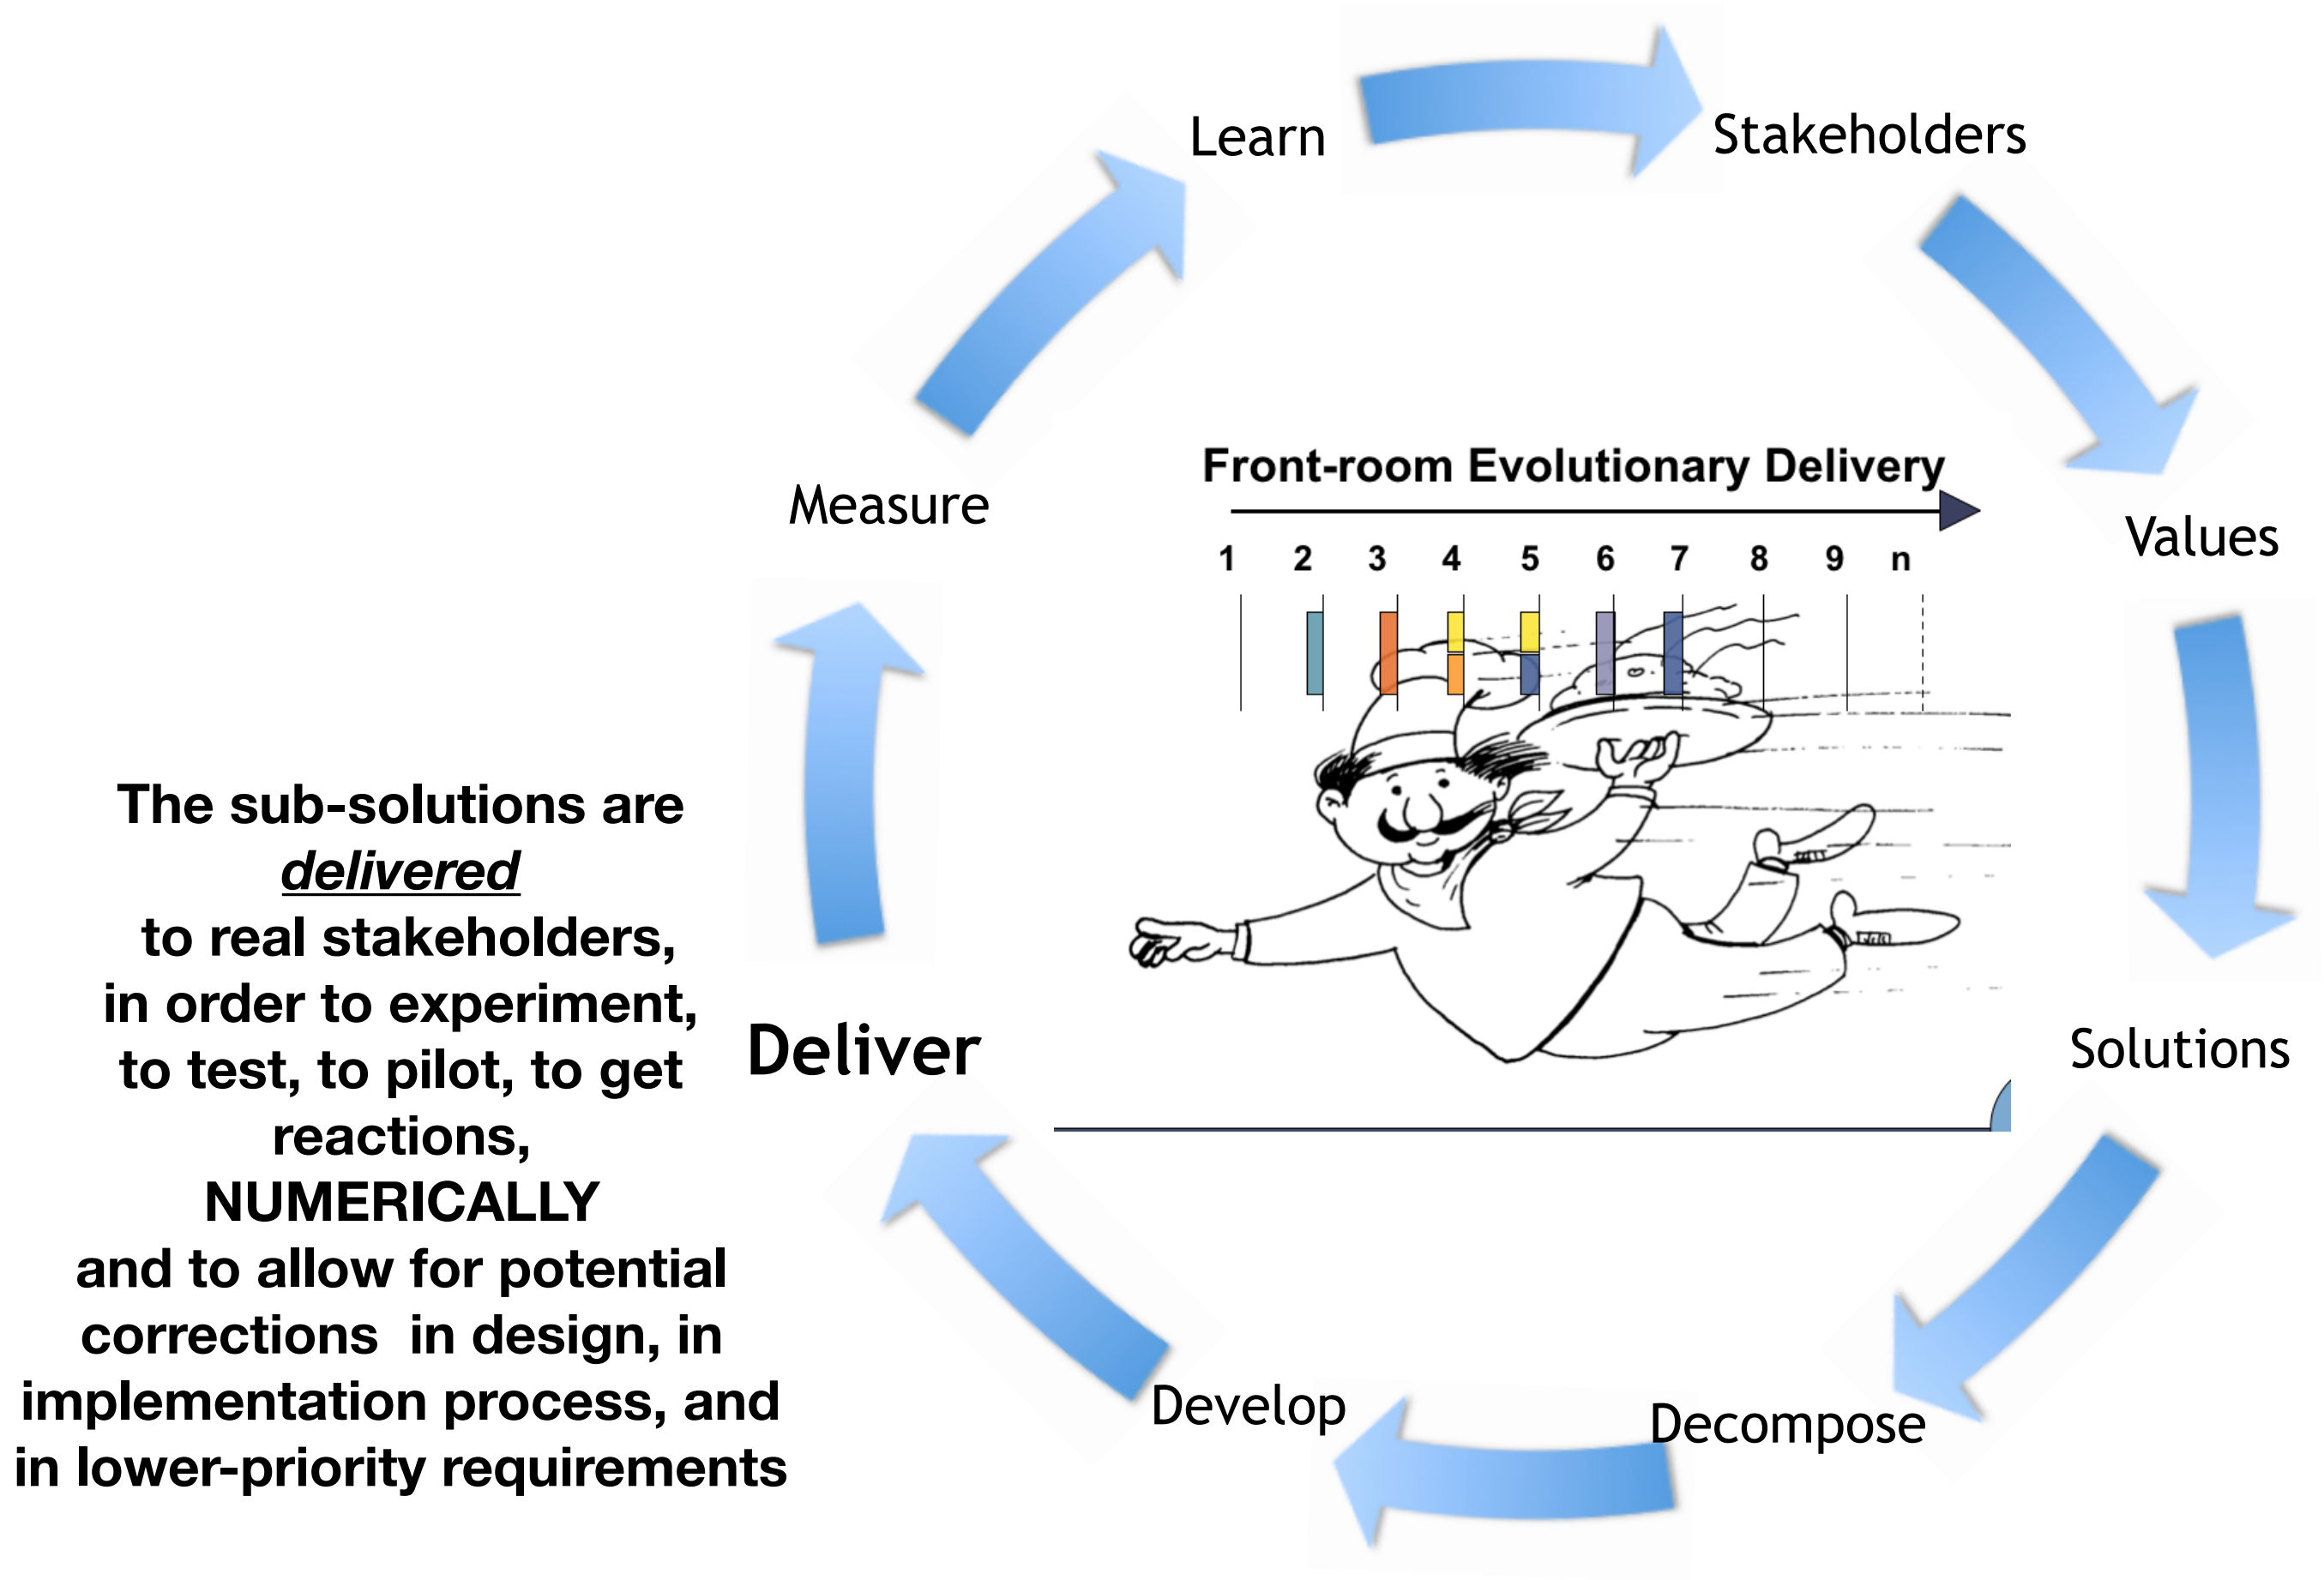 Learn
Stakeholders
Measure
Values
Front-room Evolutionary Delivery
1 2 3 4 5 6 7 8 9 n
The sub-solutions are
delivered
to real stakeholders,
in order to experiment,
to test, to pilot, to get
reactions,
NUMERICALLY
and to allow for potential
corrections  in design, in
implementation process, and
in lower-priority requirements
Deliver
Solutions
Develop
Decompose